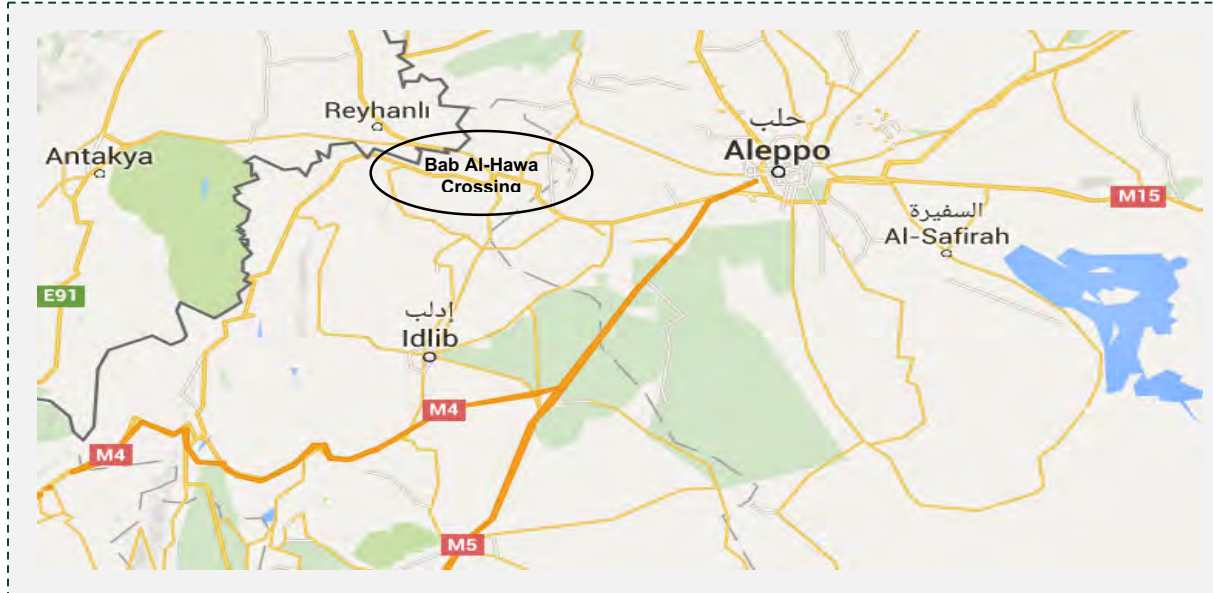 Reyhanlı
Antakya
Bab Al-Hawa
Crossing
حلب
Aleppo
M15
السفيرة
Al-Safirah
E91
إدلب
Idlib
M4
M4
M5